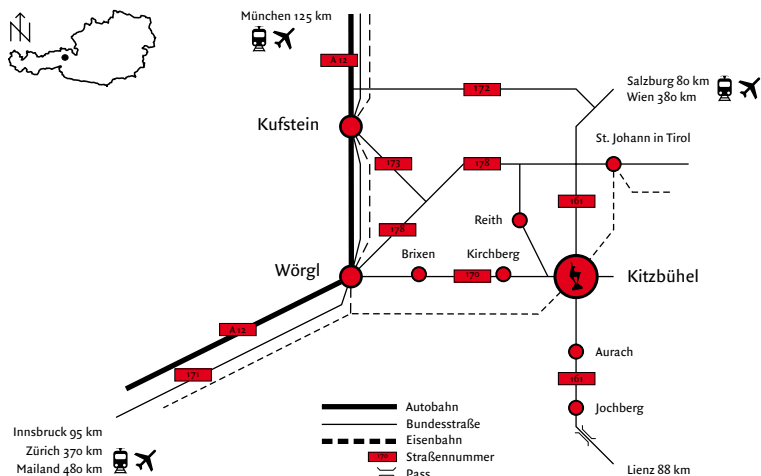 München 125 km
A 12
172
Salzburg 80 km
Wien 380 km
Kufstein
St. Johann in Tirol
173
178
161
Reith
178
Brixen
Kirchberg
Wörgl
170
Kitzbühel
A 12
Aurach
171
161
Jochberg
Autobahn
Bundesstraße
Eisenbahn
170 Straßennummer
Pass
Innsbruck 95 km
Zürich 370 km
Mailand 480 km
Lienz 88 km
N